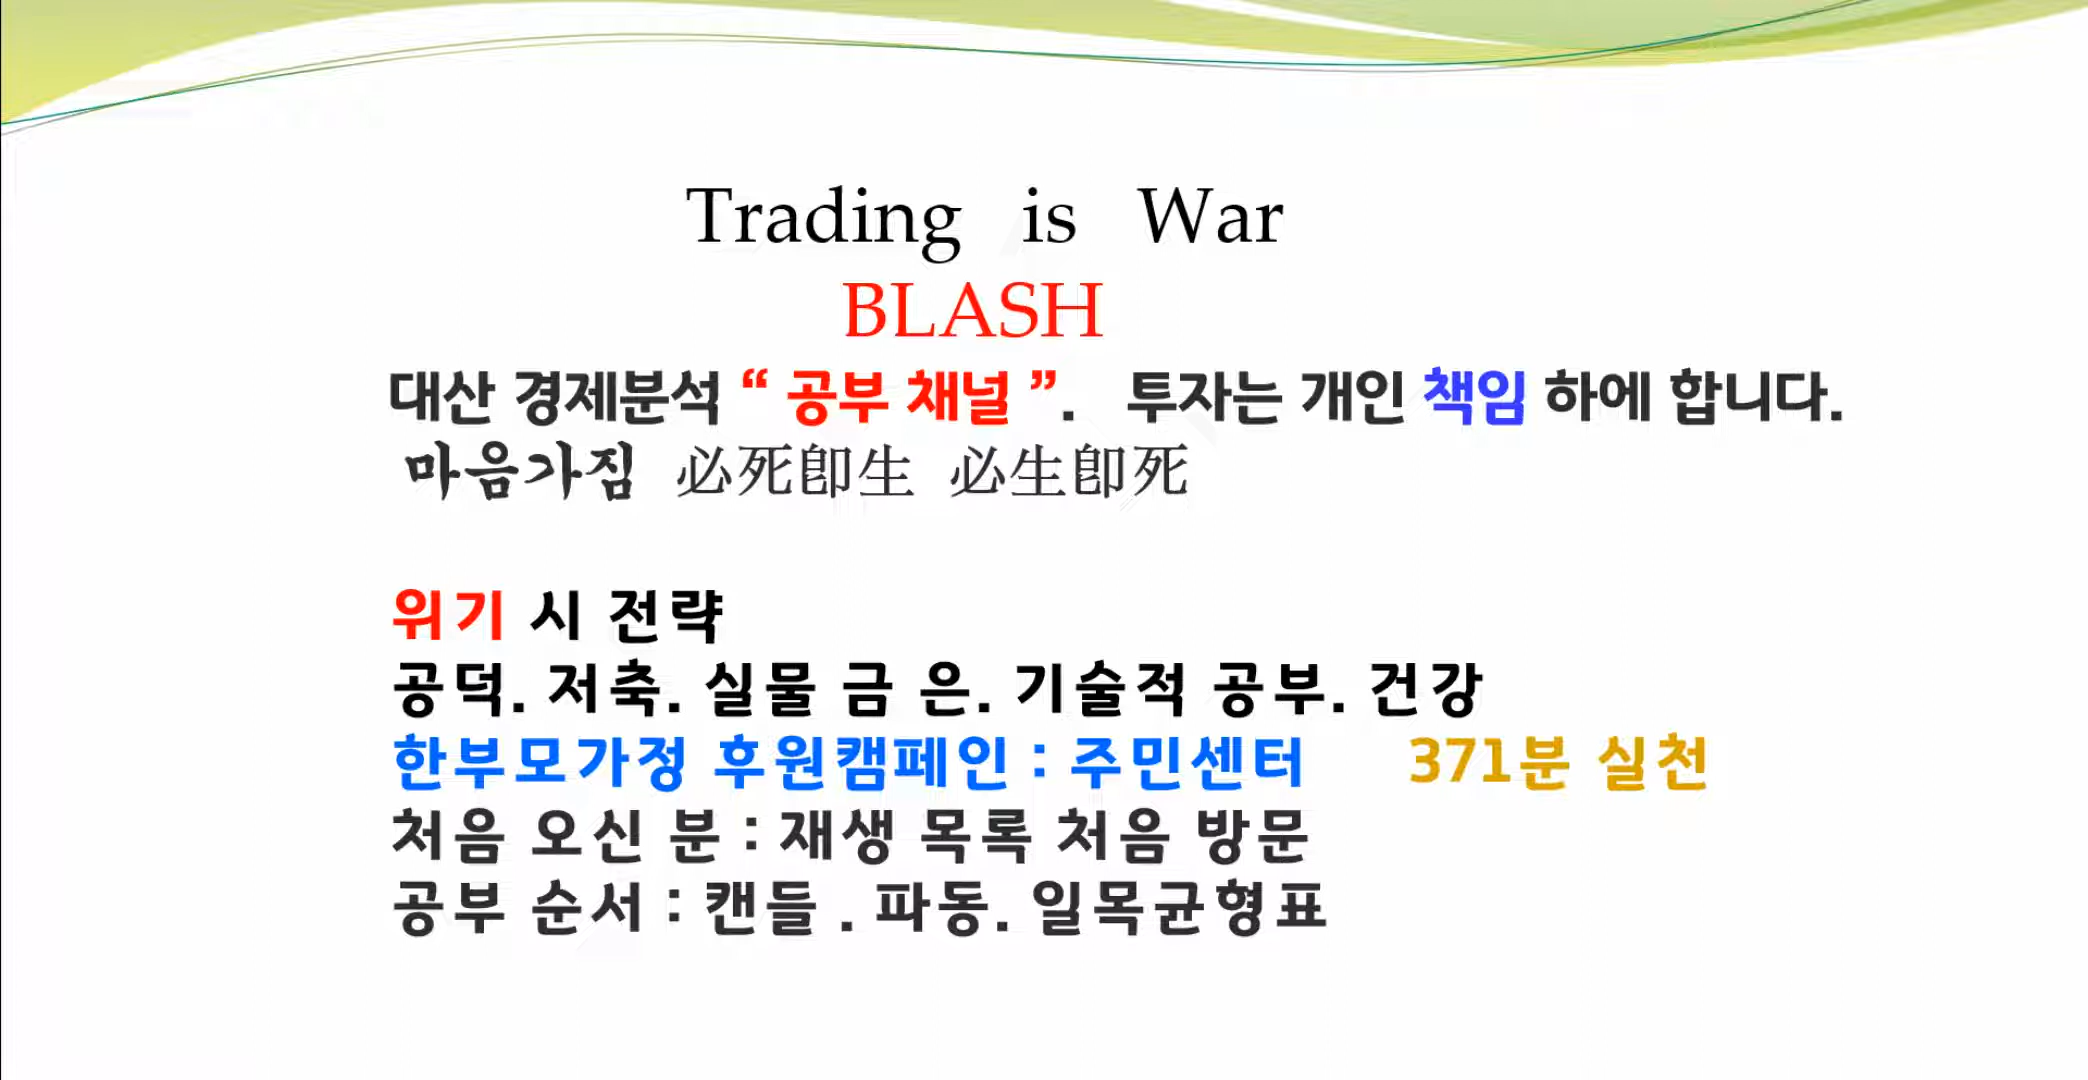 Trading is War
BLASH
대산 경제분석 “ 공부 채널 ”. 투자는 개인 책임 하에 합니다.
마음가짐 必死卽生 必生卽死
위기 시 전략
공덕. 저축. 실물 금 은. 기술적 공부. 건강
한부모가정 후원캠페인 : 주민센터 371분 실천
처음 오신 분 : 재생 목록 처음 방문
공부 순서 : 캔들 . 파동. 일목균형표